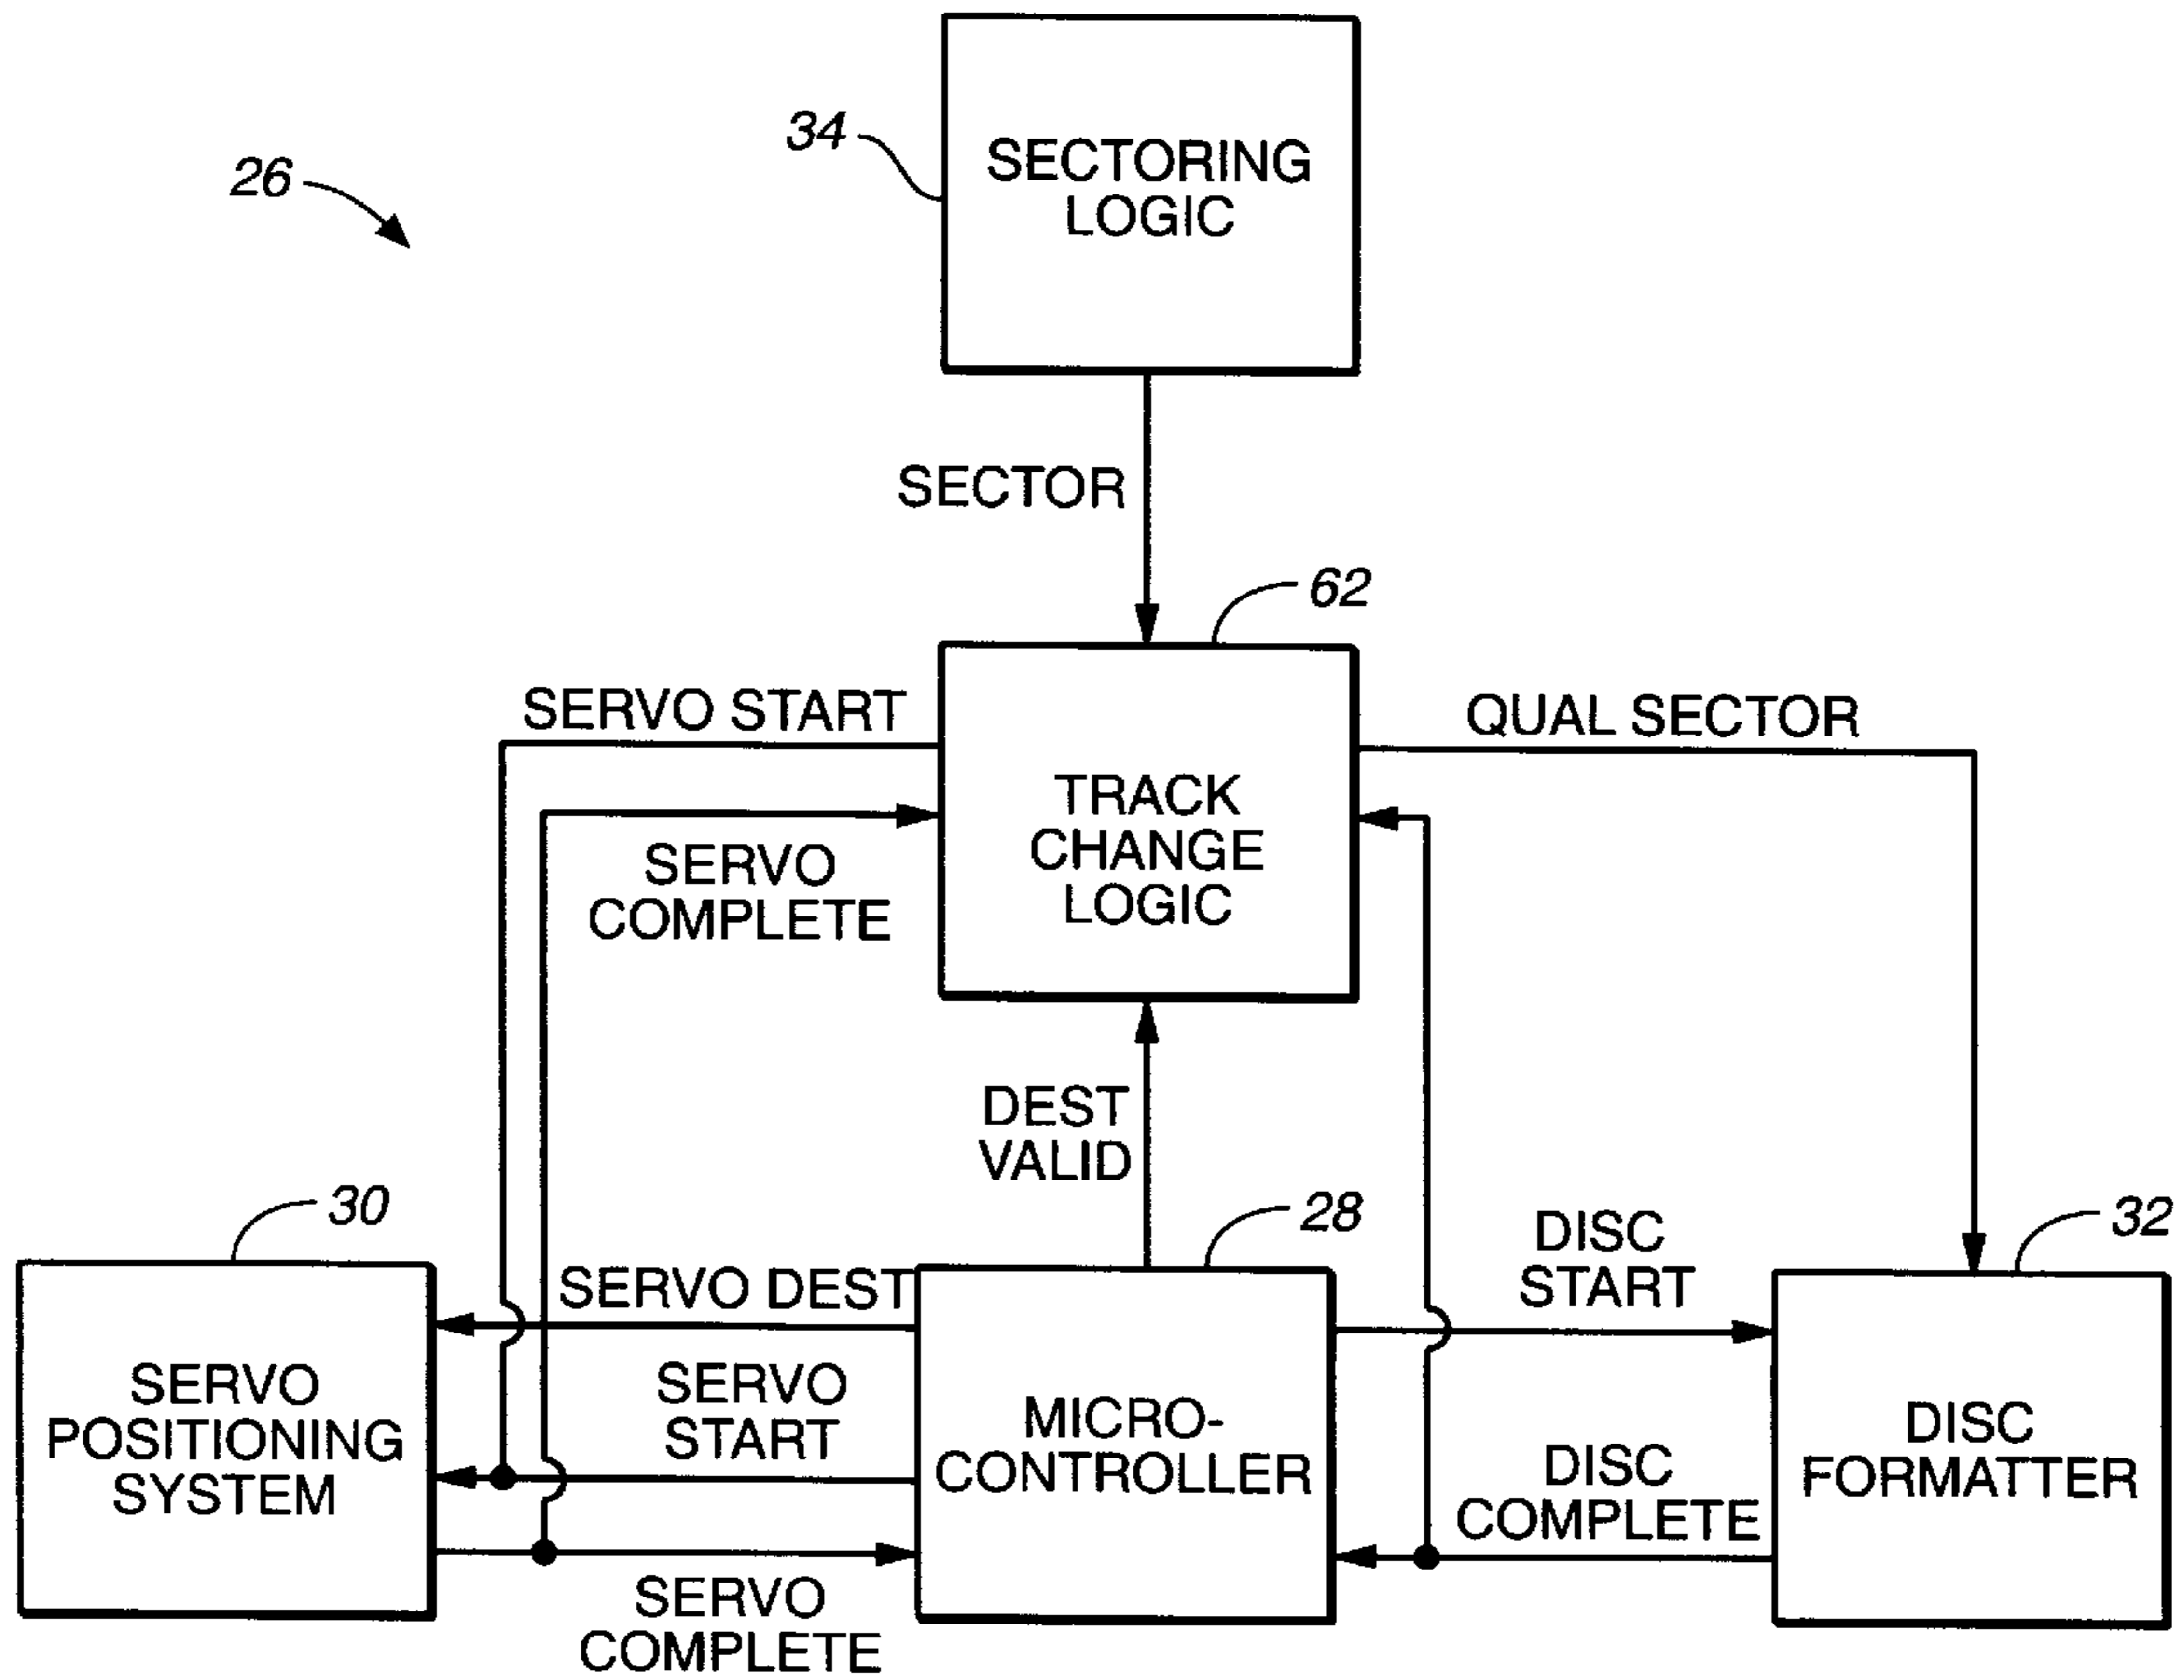 34
SECTORING
LOGIC
26
SECTOR
62
SERVO START
QUAL SECTOR
TRACK
CHANGE
LOGIC
SERVO
COMPLETE
DEST
VALID
30
28
32
DISC
START
SERVO DEST
SERVO
POSITIONING
SYSTEM
SERVO
START
MICRO-
CONTROLLER
DISC
COMPLETE
DISC
FORMATTER
SERVO
COMPLETE